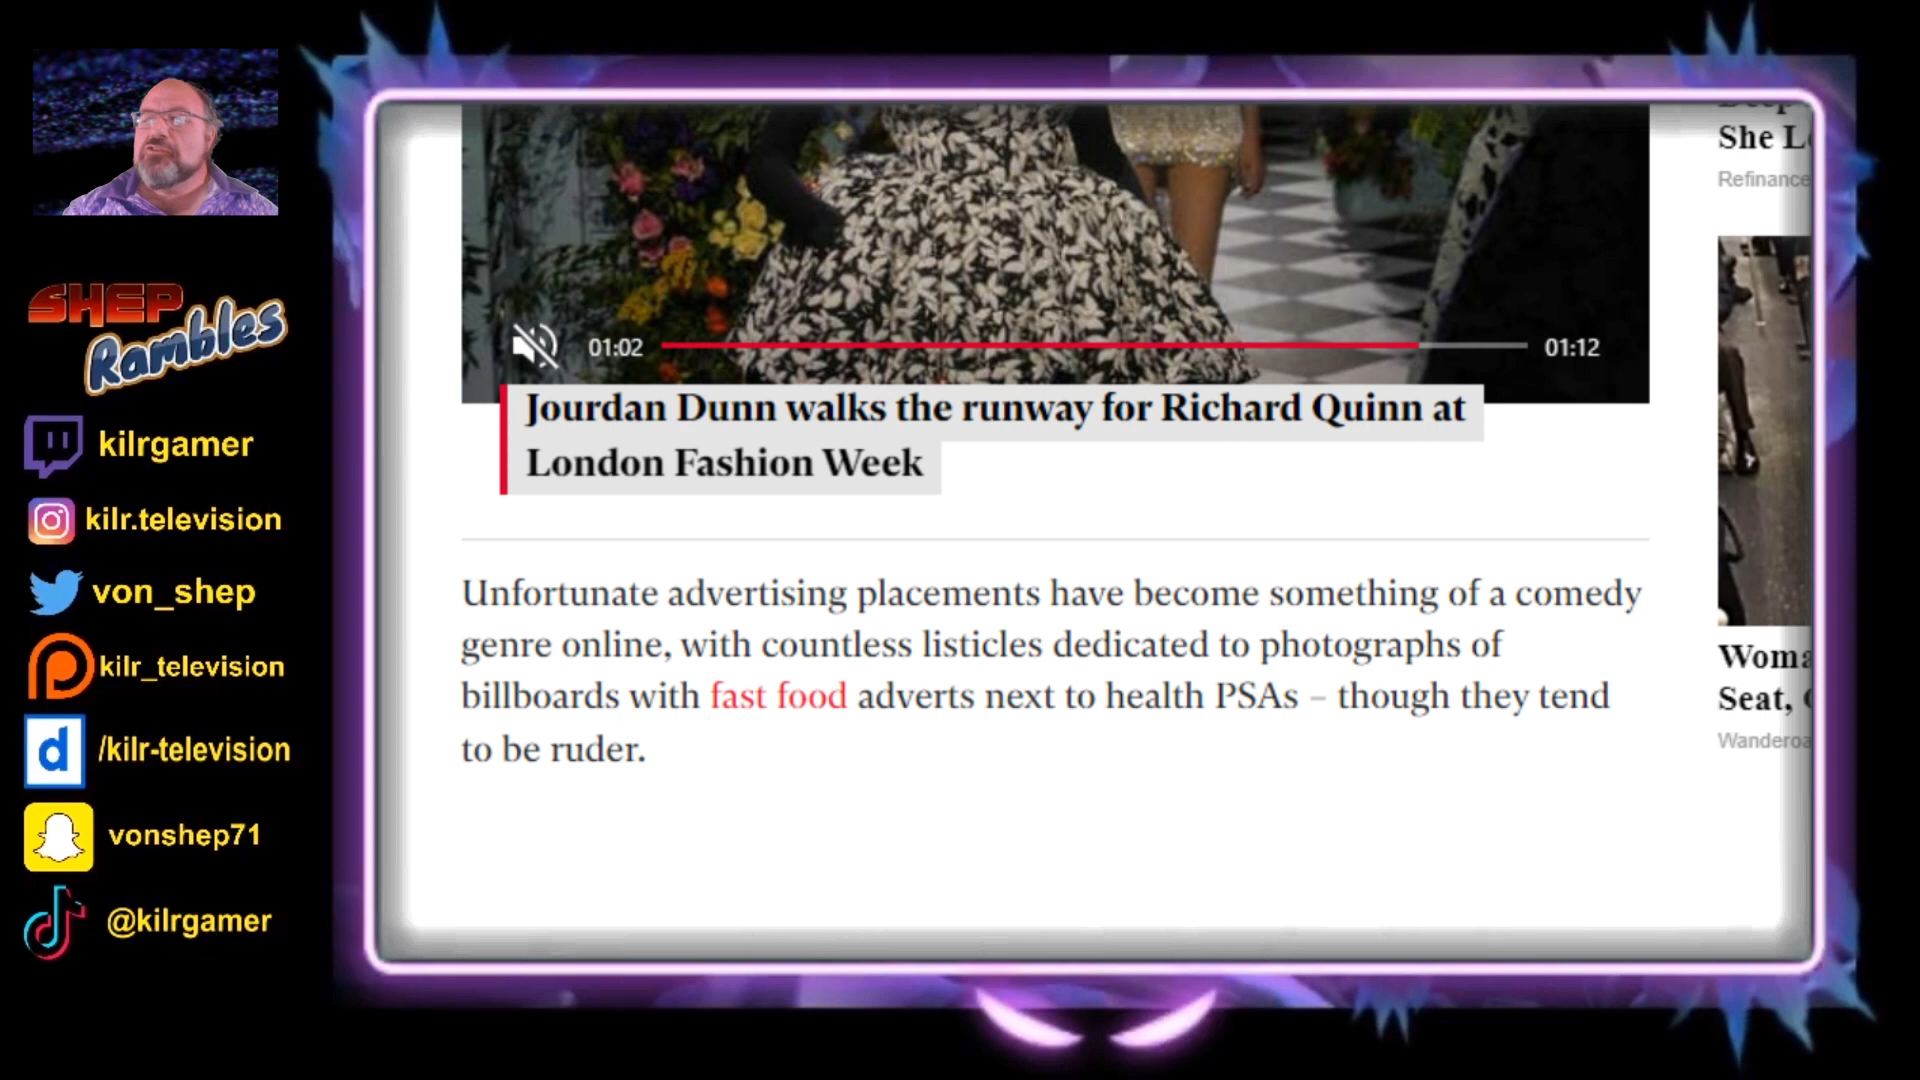 SHEP
Rambles
kilrgamer
kilr.television
von_shep
kilr_television
d
/kilr-television
vonshep71
@kilrgamer
01:02
01:12
Jourdan Dunn walks the runway for Richard Quinn at
London Fashion Week
Unfortunate advertising placements have become something of a comedy
genre online, with countless listicles dedicated to photographs of
billboards with fast food adverts next to health PSAs – though they tend
to be ruder.
She
Refinance
Seat,